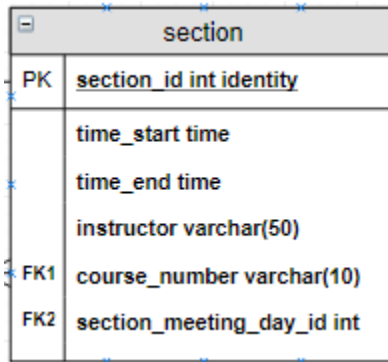 section
PK section_id int identity
time_start time
time_end time
instructor varchar(50)
FK1 course_number varchar(10)
FK2 section_meeting_day_id int